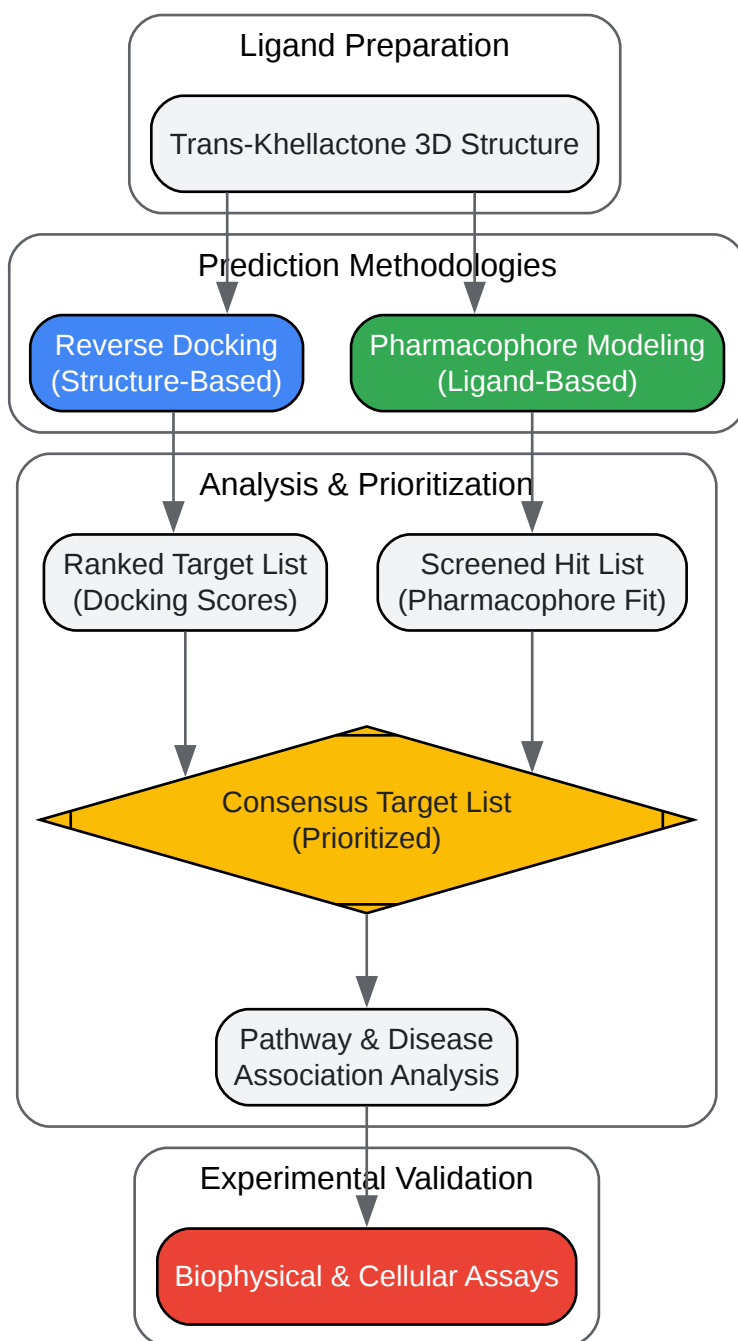 Ligand Preparation
Trans-Khellactone 3D Structure
Prediction Methodologies
Reverse Docking
(Structure-Based)
Pharmacophore Modeling
(Ligand-Based)
Analysis & Prioritization
Ranked Target List
(Docking Scores)
Screened Hit List
(Pharmacophore Fit)
Consensus Target List
(Prioritized)
Pathway & Disease
Association Analysis
Experimental Validation
Biophysical & Cellular Assays